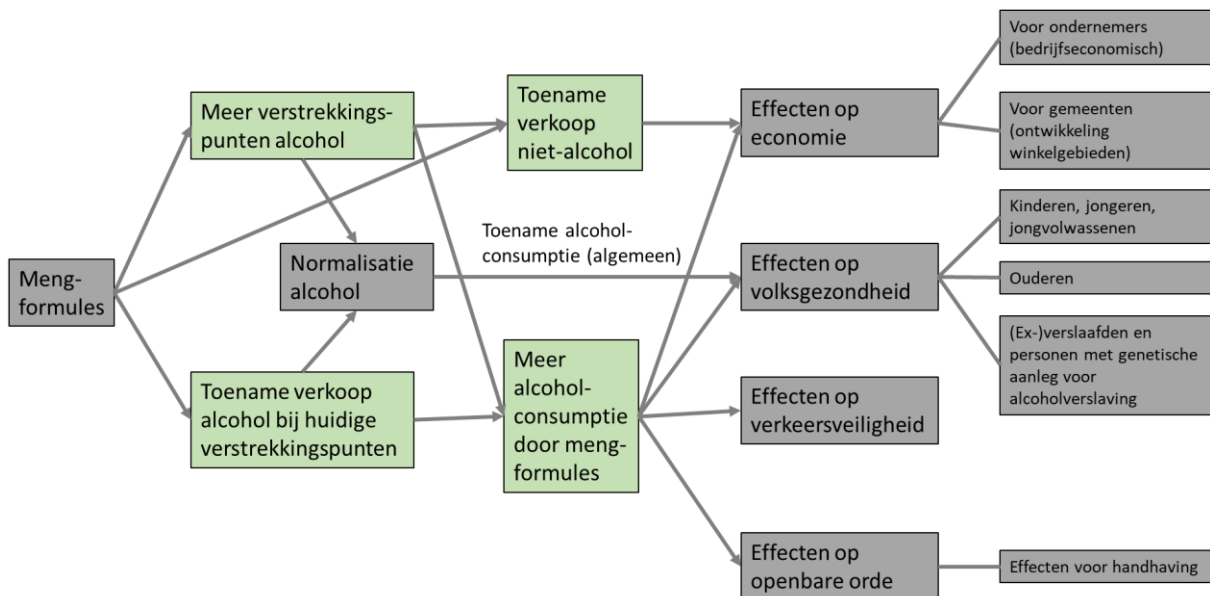 Meng-
formules
Meer verstrekkings-
punten alcohol
Normalisatie
alcohol
Toename verkoop
alcohol bij huidige
verstrekkingspunten
Toename
verkoop
niet-alcohol
Toename alcohol-
consumptie (algemeen)
Meer
alcohol-
consumptie
door meng-
formules
Effecten op
economie
Effecten op
volksgezondheid
Effecten op
verkeersveiligheid
Effecten op
openbare orde
Voor ondernemers
(bedrijfseconomisch)
Voor gemeenten
(ontwikkeling
winkelgebieden)
Kinderen, jongeren,
jongvolwassenen
Ouderen
(Ex-)verslaafden en
personen met genetische
aanleg voor
alcoholverslaving
Effecten voor handhaving